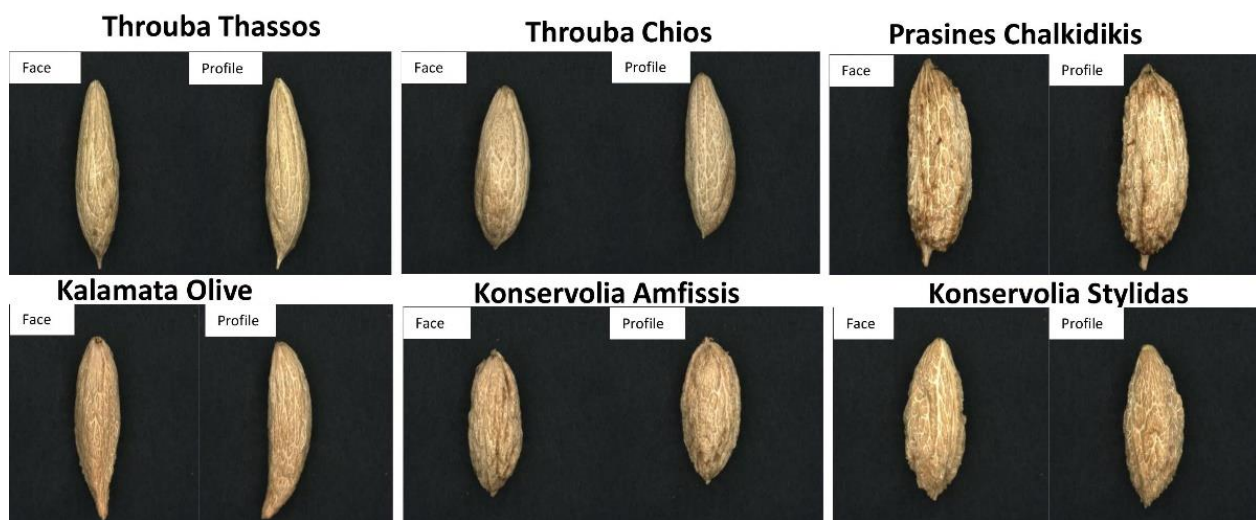 Throuba Thassos
Face
Profile
Throuba Chios
Face
Profile
Prasines Chalkidikis
Face
Profile
Kalamata Olive
Face
Profile
Konservolia Amfissis
Face
Profile
Konservolia Stylidas
Face
Profile